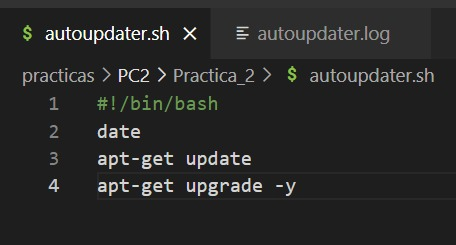 $ autoupdater.sh × autoupdater.log
practicas > PC2 > Practica_2 > $ autoupdater.sh
1 #!/bin/bash
2 date
3 apt-get update
4 apt-get upgrade -y